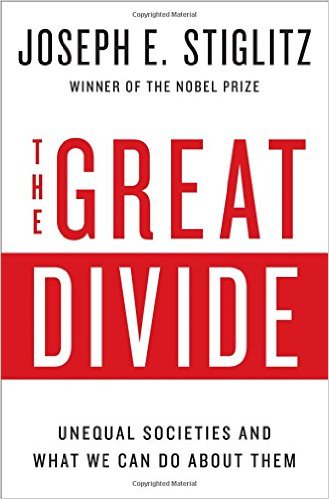 JOSEPH E. STIGLITZ
WINNER OF THE NOBEL PRIZE
THE
GREAT
DIVIDE
UNEQUAL SOCIETIES AND
WHAT WE CAN DO ABOUT THEM